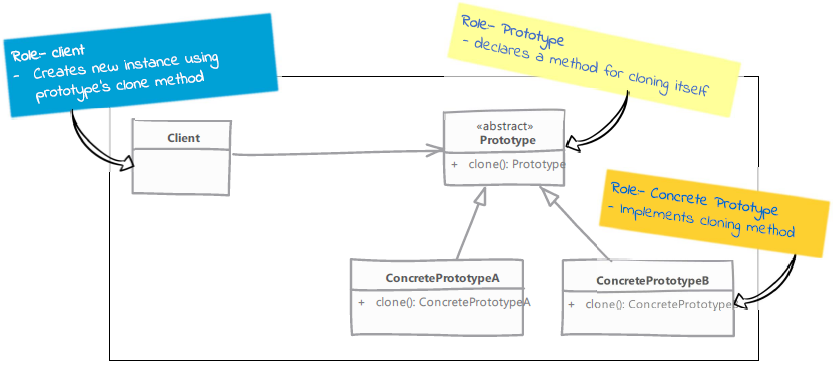 Role- client
- Creates new instance using
prototype's clone method
Role- Prototype
- declares a method for cloning itself
Client
«abstract»
Prototype
+ clone(): Prototype
Role- Concrete Prototype
- Implements cloning method
ConcretePrototypeA
+ clone(): ConcretePrototypeA
ConcretePrototypeB
+ clone(): ConcretePrototypeB